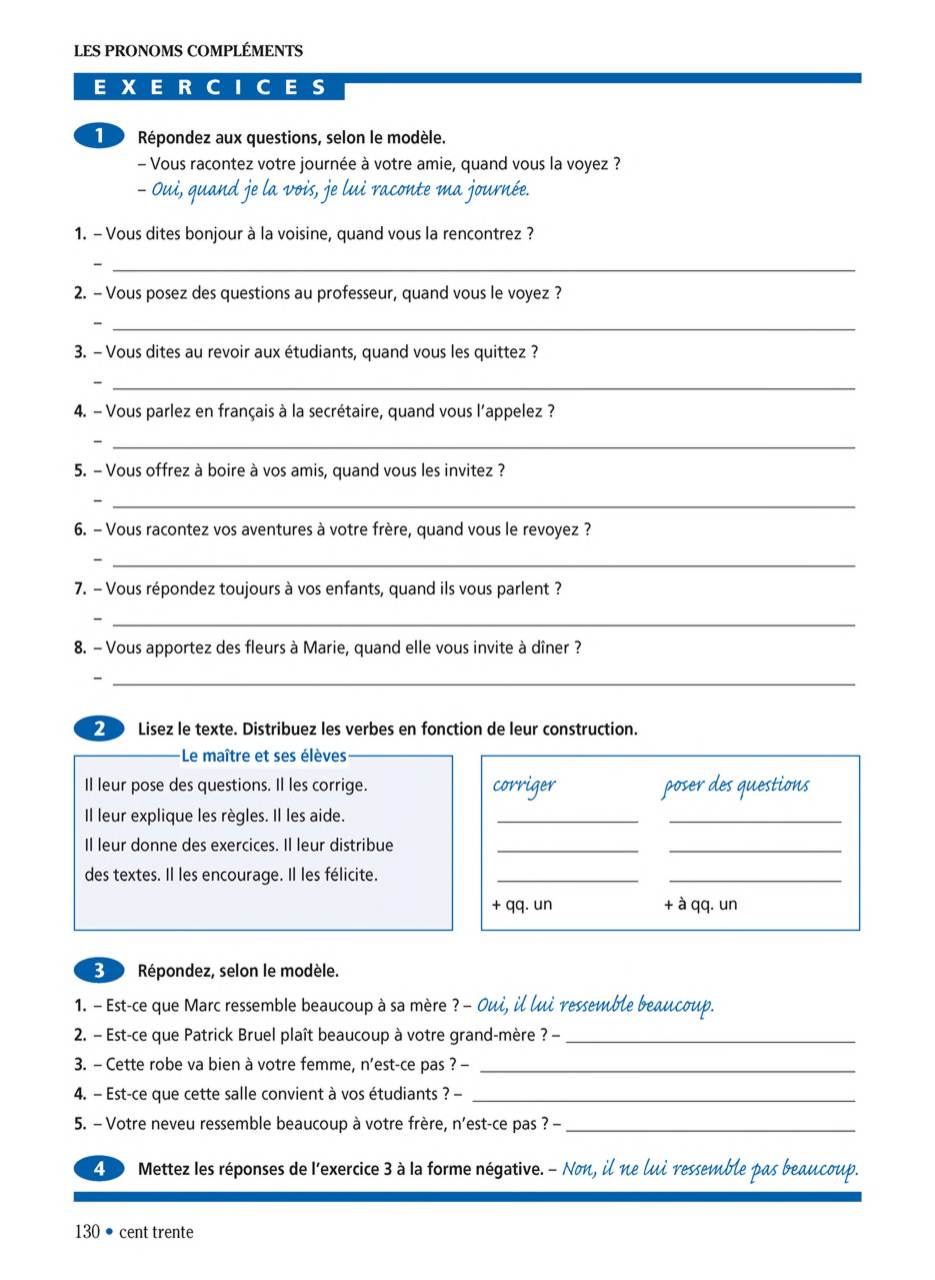 LES PRONOMS COMPLÉMENTS
EXERCICES
1 Répondez aux questions, selon le modèle.
– Vous racontez votre journée à votre amie, quand vous la voyez ?
– Oui, quand je la vois, je lui raconte ma journée.
1. – Vous dites bonjour à la voisine, quand vous la rencontrez ?
–
2. – Vous posez des questions au professeur, quand vous le voyez ?
–
3. – Vous dites au revoir aux étudiants, quand vous les quittez ?
–
4. – Vous parlez en français à la secrétaire, quand vous l’appelez ?
–
5. – Vous offrez à boire à vos amis, quand vous les invitez ?
–
6. – Vous racontez vos aventures à votre frère, quand vous le revoyez ?
–
7. – Vous répondez toujours à vos enfants, quand ils vous parlent ?
–
8. – Vous apportez des fleurs à Marie, quand elle vous invite à dîner ?
–
2 Lisez le texte. Distribuez les verbes en fonction de leur construction.
Le maître et ses élèves
Il leur pose des questions. Il les corrige.
Il leur explique les règles. Il les aide.
Il leur donne des exercices. Il leur distribue
des textes. Il les encourage. Il les félicite.
corriger poser des questions
+ qq. un + à qq. un
3 Répondez, selon le modèle.
1. – Est-ce que Marc ressemble beaucoup à sa mère ? – Oui, il lui ressemble beaucoup.
2. – Est-ce que Patrick Bruel plaît beaucoup à votre grand-mère ? –
3. – Cette robe va bien à votre femme, n’est-ce pas ? –
4. – Est-ce que cette salle convient à vos étudiants ? –
5. – Votre neveu ressemble beaucoup à votre frère, n’est-ce pas ? –
4 Mettez les réponses de l’exercice 3 à la forme négative. – Non, il ne lui ressemble pas beaucoup.
130 • cent trente